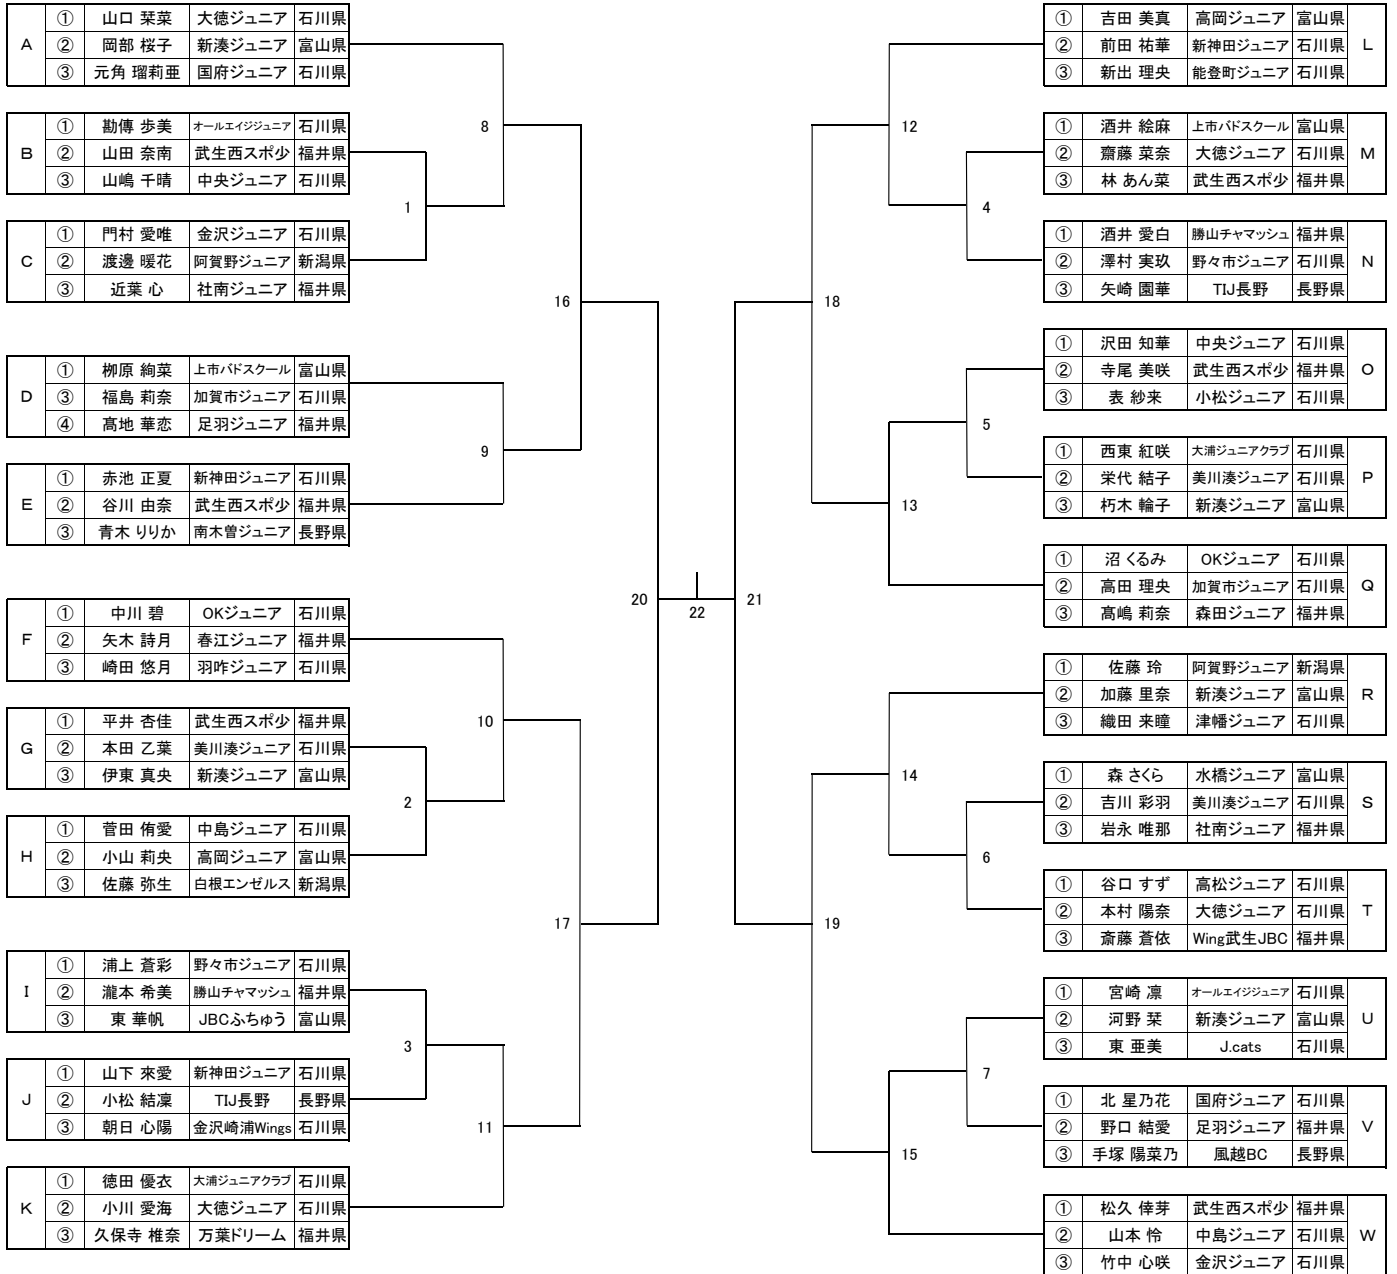 A
① 山口 栞菜 大徳ジュニア 石川県
② 岡部 桜子 新湊ジュニア 富山県
③ 元角 瑠莉亜 国府ジュニア 石川県
B
① 勘傳 歩美 オールエイジジュニア 石川県
② 山田 奈南 武生西スポ少 福井県
③ 山嶋 千晴 中央ジュニア 石川県
C
① 門村 愛唯 金沢ジュニア 石川県
② 渡邊 暖花 阿賀野ジュニア 新潟県
③ 近葉 心 社南ジュニア 福井県
D
① 栁原 絢菜 上市バドスクール 富山県
③ 福島 莉奈 加賀市ジュニア 石川県
④ 髙地 華恋 足羽ジュニア 福井県
E
① 赤池 正夏 新神田ジュニア 石川県
② 谷川 由奈 武生西スポ少 福井県
③ 青木 りりか 南木曽ジュニア 長野県
F
① 中川 碧 OKジュニア 石川県
② 矢木 詩月 春江ジュニア 福井県
③ 崎田 悠月 羽咋ジュニア 石川県
G
① 平井 杏佳 武生西スポ少 福井県
② 本田 乙葉 美川湊ジュニア 石川県
③ 伊東 真央 新湊ジュニア 富山県
H
① 菅田 侑愛 中島ジュニア 石川県
② 小山 莉央 高岡ジュニア 富山県
③ 佐藤 弥生 白根エンゼルス 新潟県
I
① 浦上 蒼彩 野々市ジュニア 石川県
② 瀧本 希美 勝山チャマッシュ 福井県
③ 東 華帆 JBCふちゅう 富山県
J
① 山下 來愛 新神田ジュニア 石川県
② 小松 結凜 TIJ長野 長野県
③ 朝日 心陽 金沢崎浦Wings 石川県
K
① 徳田 優衣 大浦ジュニアクラブ 石川県
② 小川 愛海 大徳ジュニア 石川県
③ 久保寺 椎奈 万葉ドリーム 福井県
8
1
16
9
20
10
2
17
3
11
22
21
12
4
18
5
13
14
6
19
7
15
① 吉田 美真 高岡ジュニア 富山県
② 前田 祐華 新神田ジュニア 石川県
③ 新出 理央 能登町ジュニア 石川県
L
① 酒井 絵麻 上市バドスクール 富山県
② 齋藤 菜奈 大徳ジュニア 石川県
③ 林 あん菜 武生西スポ少 福井県
M
① 酒井 愛白 勝山チャマッシュ 福井県
② 澤村 実玖 野々市ジュニア 石川県
③ 矢崎 園華 TIJ長野 長野県
N
① 沢田 知華 中央ジュニア 石川県
② 寺尾 美咲 武生西スポ少 福井県
③ 表 紗来 小松ジュニア 石川県
O
① 西東 紅咲 大浦ジュニアクラブ 石川県
② 栄代 結子 美川湊ジュニア 石川県
③ 朽木 輪子 新湊ジュニア 富山県
P
① 沼 くるみ OKジュニア 石川県
② 高田 理央 加賀市ジュニア 石川県
③ 髙嶋 莉奈 森田ジュニア 福井県
Q
① 佐藤 玲 阿賀野ジュニア 新潟県
② 加藤 里奈 新湊ジュニア 富山県
③ 織田 来瞳 津幡ジュニア 石川県
R
① 森 さくら 水橋ジュニア 富山県
② 吉川 彩羽 美川湊ジュニア 石川県
③ 岩永 唯那 社南ジュニア 福井県
S
① 谷口 すず 高松ジュニア 石川県
② 本村 陽奈 大徳ジュニア 石川県
③ 斎藤 蒼依 Wing武生JBC 福井県
T
① 宮崎 凛 オールエイジジュニア 石川県
② 河野 栞 新湊ジュニア 富山県
③ 東 亜美 J.cats 石川県
U
① 北 星乃花 国府ジュニア 石川県
② 野口 結愛 足羽ジュニア 福井県
③ 手塚 陽菜乃 風越BC 長野県
V
① 松久 倖芽 武生西スポ少 福井県
② 山本 怜 中島ジュニア 石川県
③ 竹中 心咲 金沢ジュニア 石川県
W